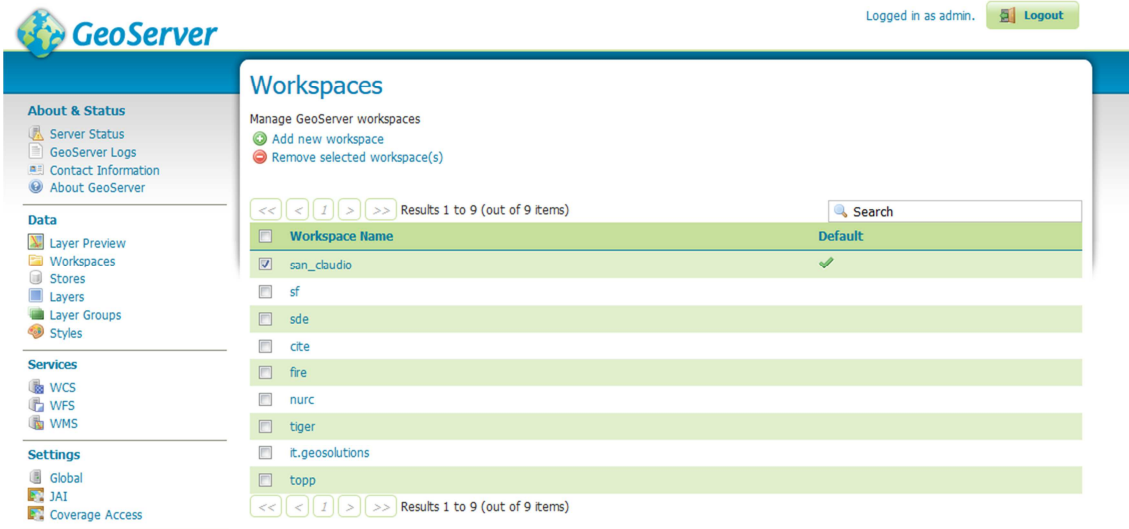 GeoServer
Logged in as admin.
Logout
About & Status
Server Status
GeoServer Logs
Contact Information
About GeoServer
Data
Layer Preview
Workspaces
Stores
Layers
Layer Groups
Styles
Services
WCS
WFS
WMS
Settings
Global
JAI
Coverage Access
Workspaces
Manage GeoServer workspaces
Add new workspace
Remove selected workspace(s)
<< < 1 > >> Results 1 to 9 (out of 9 items)
Search
Workspace Name Default
san_claudio
sf
sde
cite
fire
nurc
tiger
it.geosolutions
topp
<< < 1 > >> Results 1 to 9 (out of 9 items)